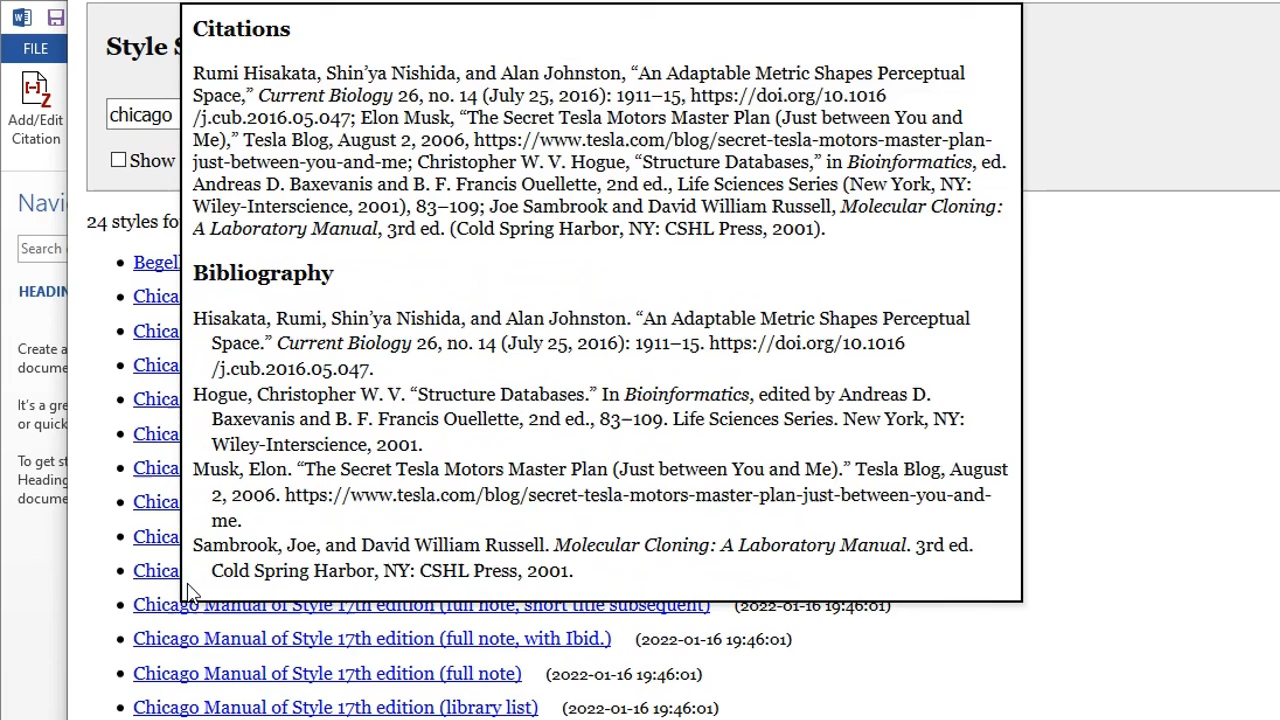 FILE
Add/Edit
Citation
Navi
Search
HEADIN
Create a
docume
It's a gre
or quick
To get st
Heading
docume
Style S
chicago
Show
24 styles fo
Begell
Chica
Chica
Chica
Chica
Chica
Chica
Chica
Chica
Chica
Chicago Manual of Style 17th edition (full note, short title subsequent) (2022-01-16 19:46:01)
Chicago Manual of Style 17th edition (full note, with Ibid.) (2022-01-16 19:46:01)
Chicago Manual of Style 17th edition (full note) (2022-01-16 19:46:01)
Chicago Manual of Style 17th edition (library list) (2022-01-16 19:46:01)
Citations
Rumi Hisakata, Shin’ya Nishida, and Alan Johnston, “An Adaptable Metric Shapes Perceptual
Space,” Current Biology 26, no. 14 (July 25, 2016): 1911–15, https://doi.org/10.1016
/j.cub.2016.05.047; Elon Musk, “The Secret Tesla Motors Master Plan (Just between You and
Me),” Tesla Blog, August 2, 2006, https://www.tesla.com/blog/secret-tesla-motors-master-plan-
just-between-you-and-me; Christopher W. V. Hogue, “Structure Databases,” in Bioinformatics, ed.
Andreas D. Baxevanis and B. F. Francis Ouellette, 2nd ed., Life Sciences Series (New York, NY:
Wiley-Interscience, 2001), 83–109; Joe Sambrook and David William Russell, Molecular Cloning:
A Laboratory Manual, 3rd ed. (Cold Spring Harbor, NY: CSHL Press, 2001).
Bibliography
Hisakata, Rumi, Shin’ya Nishida, and Alan Johnston. “An Adaptable Metric Shapes Perceptual
Space.” Current Biology 26, no. 14 (July 25, 2016): 1911–15. https://doi.org/10.1016
/j.cub.2016.05.047.
Hogue, Christopher W. V. “Structure Databases.” In Bioinformatics, edited by Andreas D.
Baxevanis and B. F. Francis Ouellette, 2nd ed., 83–109. Life Sciences Series. New York, NY:
Wiley-Interscience, 2001.
Musk, Elon. “The Secret Tesla Motors Master Plan (Just between You and Me).” Tesla Blog, August
2, 2006. https://www.tesla.com/blog/secret-tesla-motors-master-plan-just-between-you-and-
me.
Sambrook, Joe, and David William Russell. Molecular Cloning: A Laboratory Manual. 3rd ed.
Cold Spring Harbor, NY: CSHL Press, 2001.